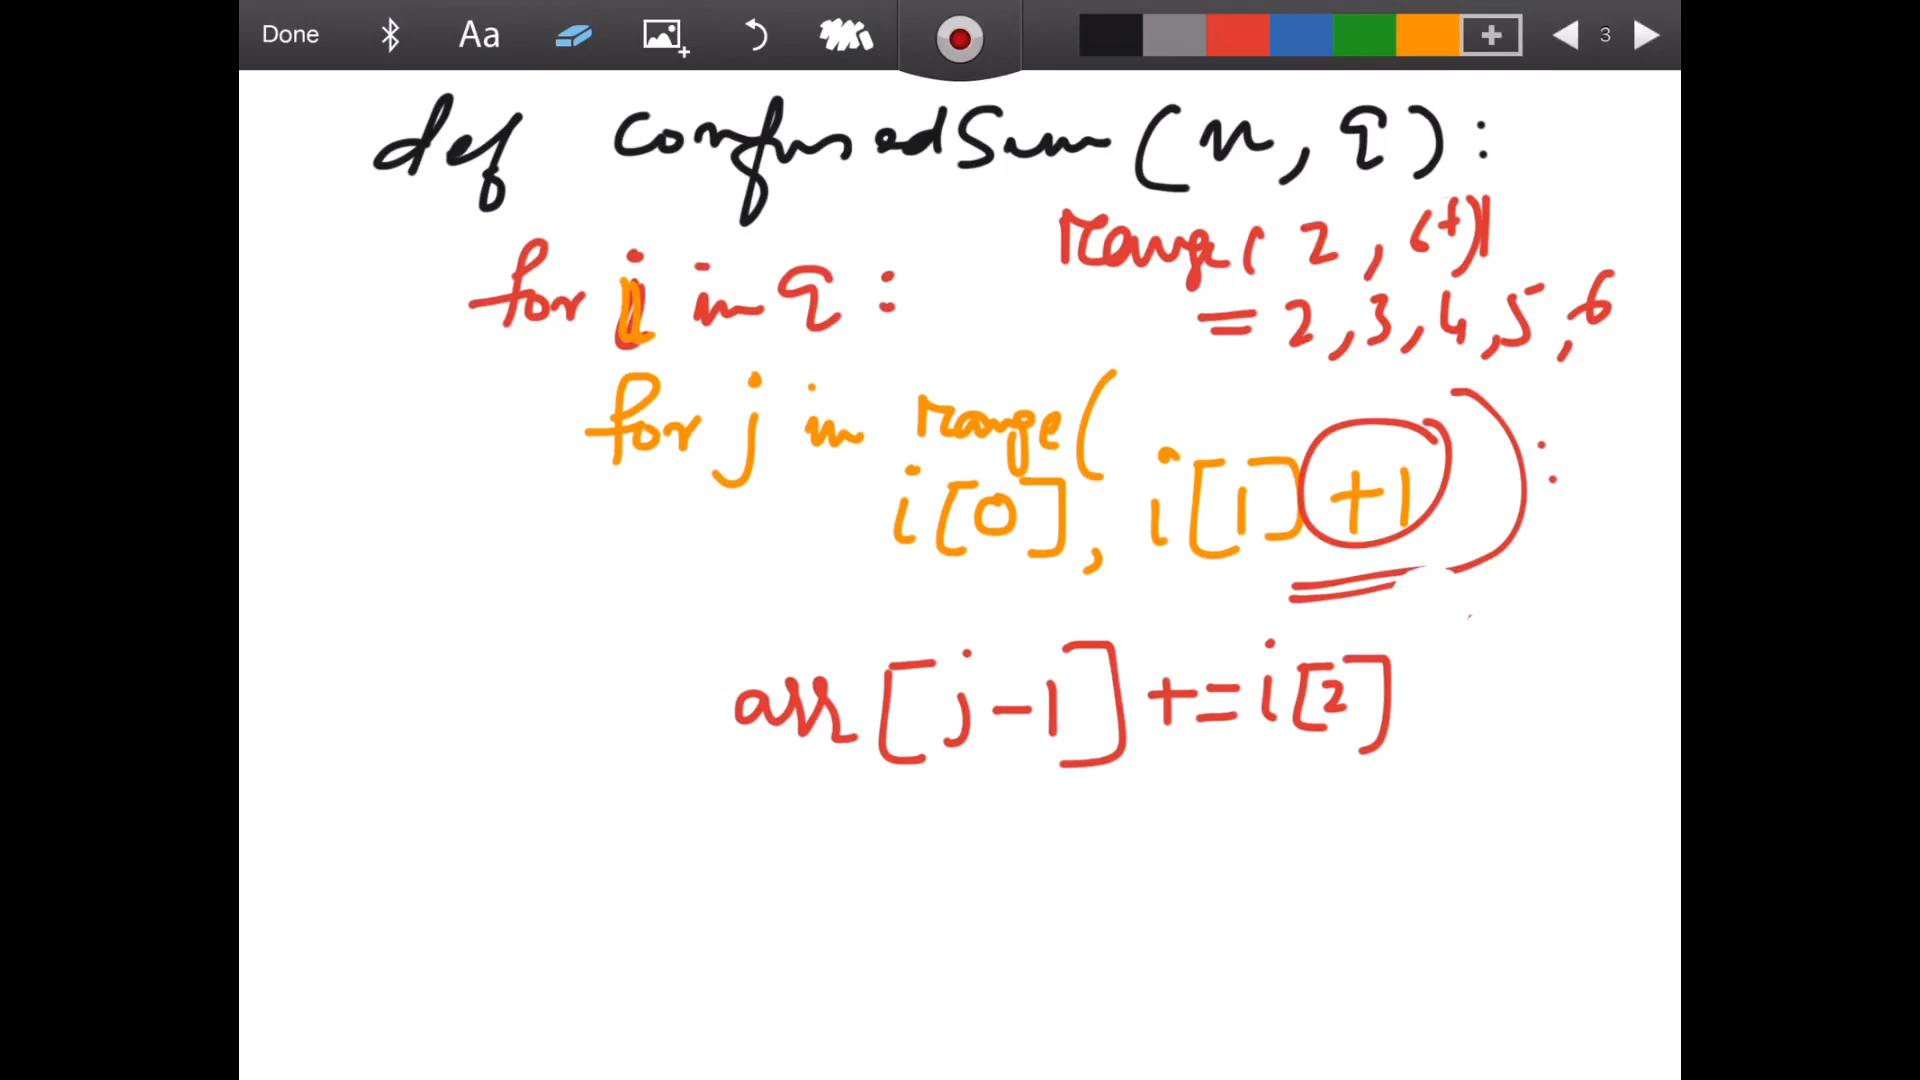 Done Aa 3
def confusedSum(n, q):
range( 2, 6+1)
for i in q :
= 2,3,4,5,6
for j in range(
i[0], i[1]+1 ):
arr[j-1] += i[2]